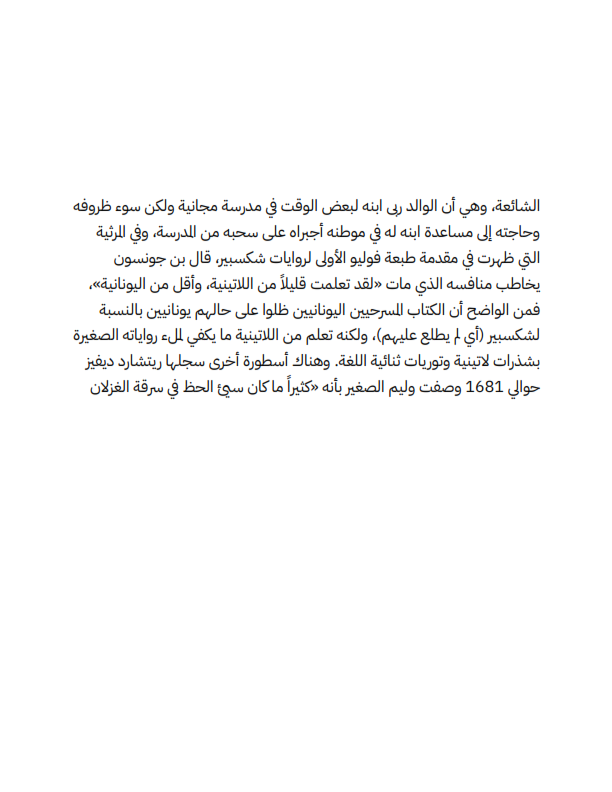 الشائعة، وهي أن الوالد ربى ابنه لبعض الوقت في مدرسة مجانية ولكن سوء ظروفه
وحاجته إلى مساعدة ابنه له في موطنه أجبراه على سحبه من المدرسة، وفي المرثية
التي ظهرت في مقدمة طبعة فوليو الأولى لروايات شكسبير، قال بن جونسون
يخاطب منافسه الذي مات «لقد تعلمت قليلاً من اللاتينية، وأقل من اليونانية»،
فمن الواضح أن الكتاب المسرحيين اليونانيين ظلوا على حالهم يونانيين بالنسبة
لشكسبير (أي لم يطلع عليهم)، ولكنه تعلم من اللاتينية ما يكفي لملء رواياته الصغيرة
بشذرات لاتينية وتوريات ثنائية اللغة. وهناك أسطورة أخرى سجلها ريتشارد ديفيز
حوالي 1681 وصفت وليم الصغير بأنه «كثيراً ما كان سيئ الحظ في سرقة الغزلان